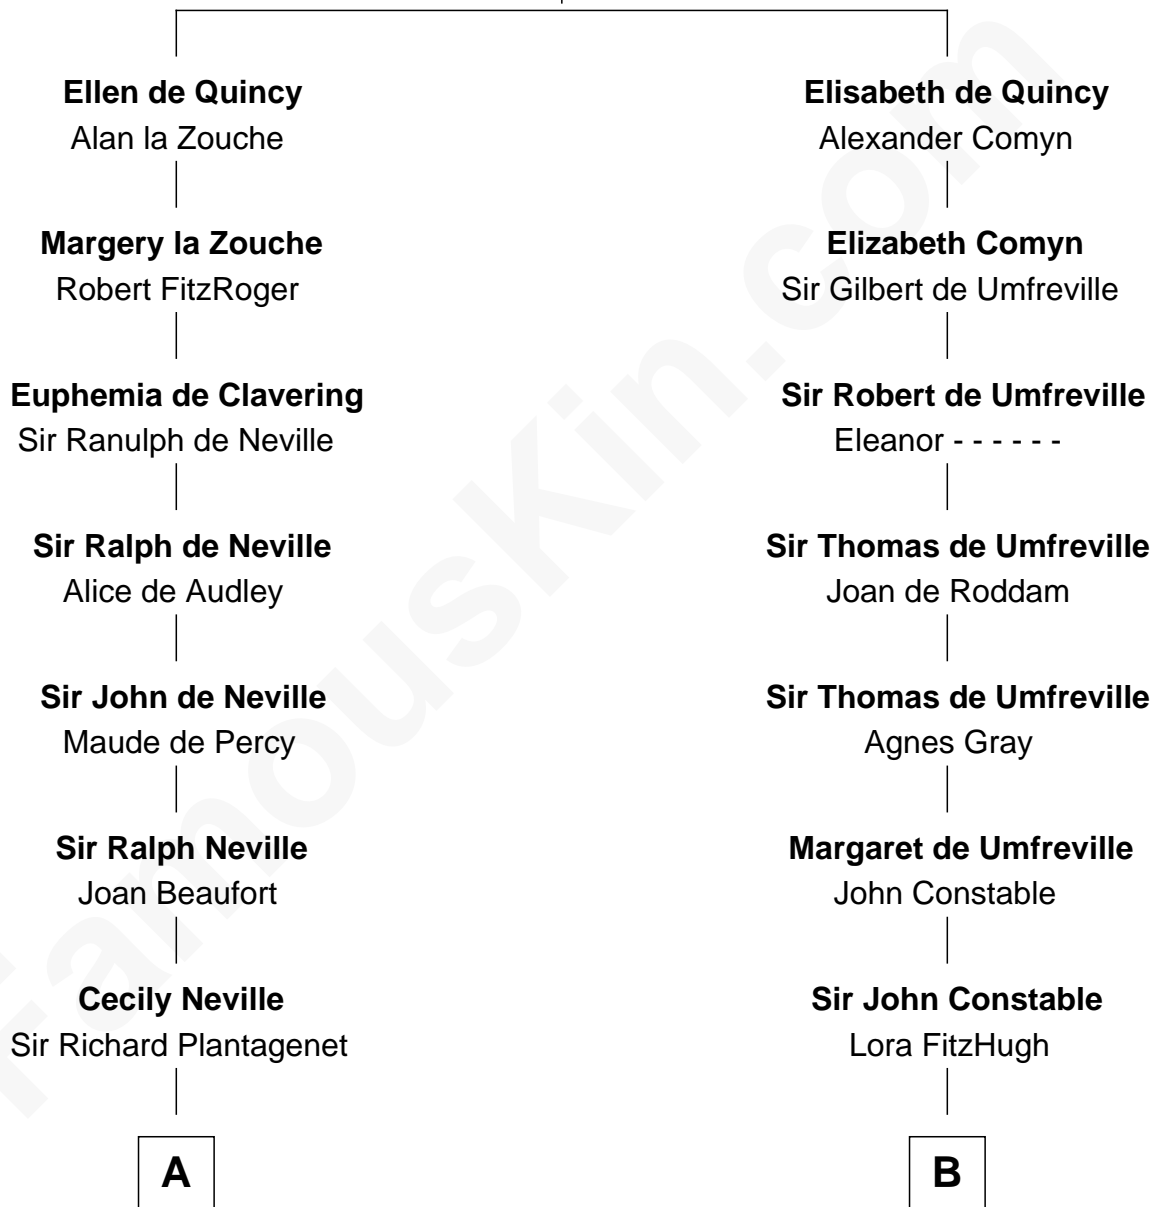 Ellen de Quincy
Alan la Zouche
Margery la Zouche
Robert FitzRoger
Euphemia de Clavering
Sir Ranulph de Neville
Sir Ralph de Neville
Alice de Audley
Sir John de Neville
Maude de Percy
Sir Ralph Neville
Joan Beaufort
Cecily Neville
Sir Richard Plantagenet
A
Elisabeth de Quincy
Alexander Comyn
Elizabeth Comyn
Sir Gilbert de Umfreville
Sir Robert de Umfreville
Eleanor - - - - - -
Sir Thomas de Umfreville
Joan de Roddam
Sir Thomas de Umfreville
Agnes Gray
Margaret de Umfreville
John Constable
Sir John Constable
Lora FitzHugh
B
FamousKin.com